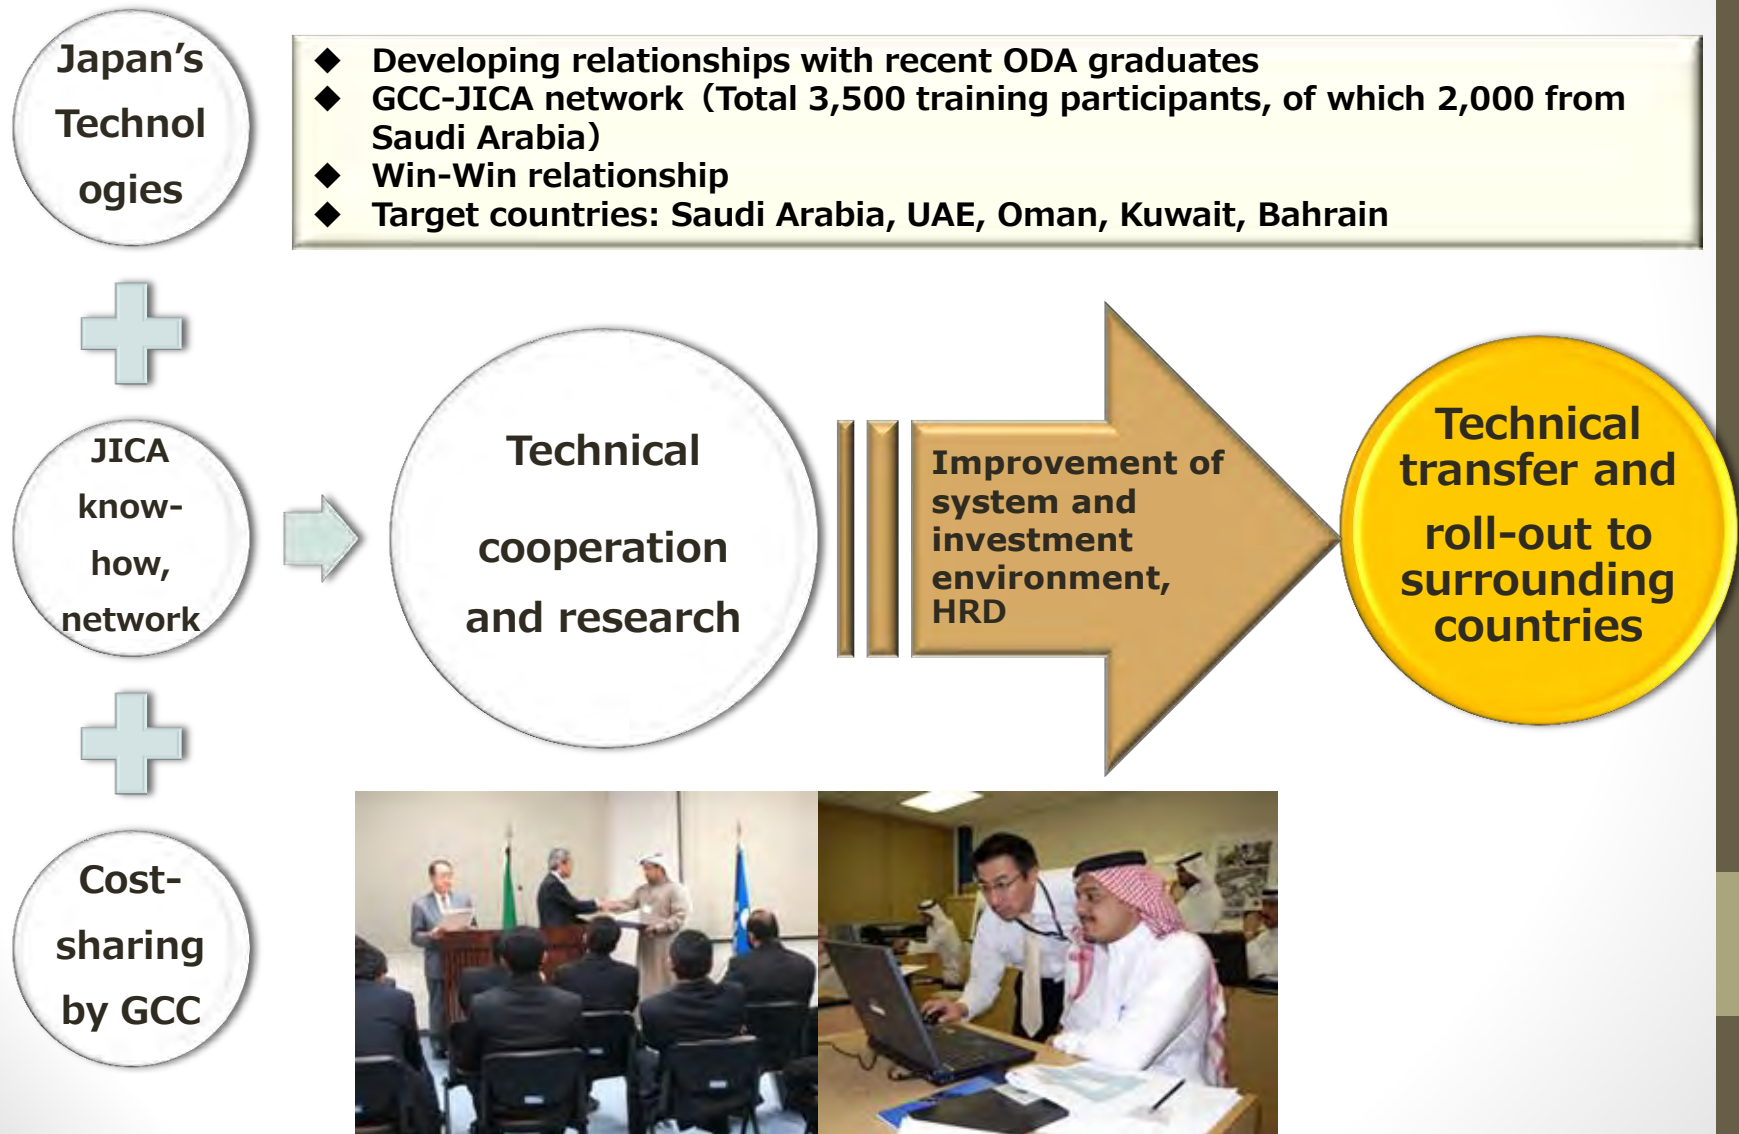 Japan’s
Technol
ogies
◆ Developing relationships with recent ODA graduates
◆ GCC-JICA network（Total 3,500 training participants, of which 2,000 from
Saudi Arabia）
◆ Win-Win relationship
◆ Target countries: Saudi Arabia, UAE, Oman, Kuwait, Bahrain
JICA
know-
how,
network
Technical
cooperation
and research
Improvement of
system and
investment
environment,
HRD
Technical
transfer and
roll-out to
surrounding
countries
Cost-
sharing
by GCC